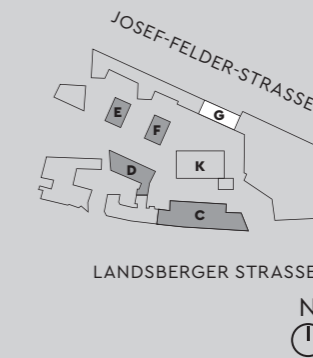 JOSEF-FELDER-STRASSE
G
E
F
K
D
C
LANDSBERGER STRASSE
N